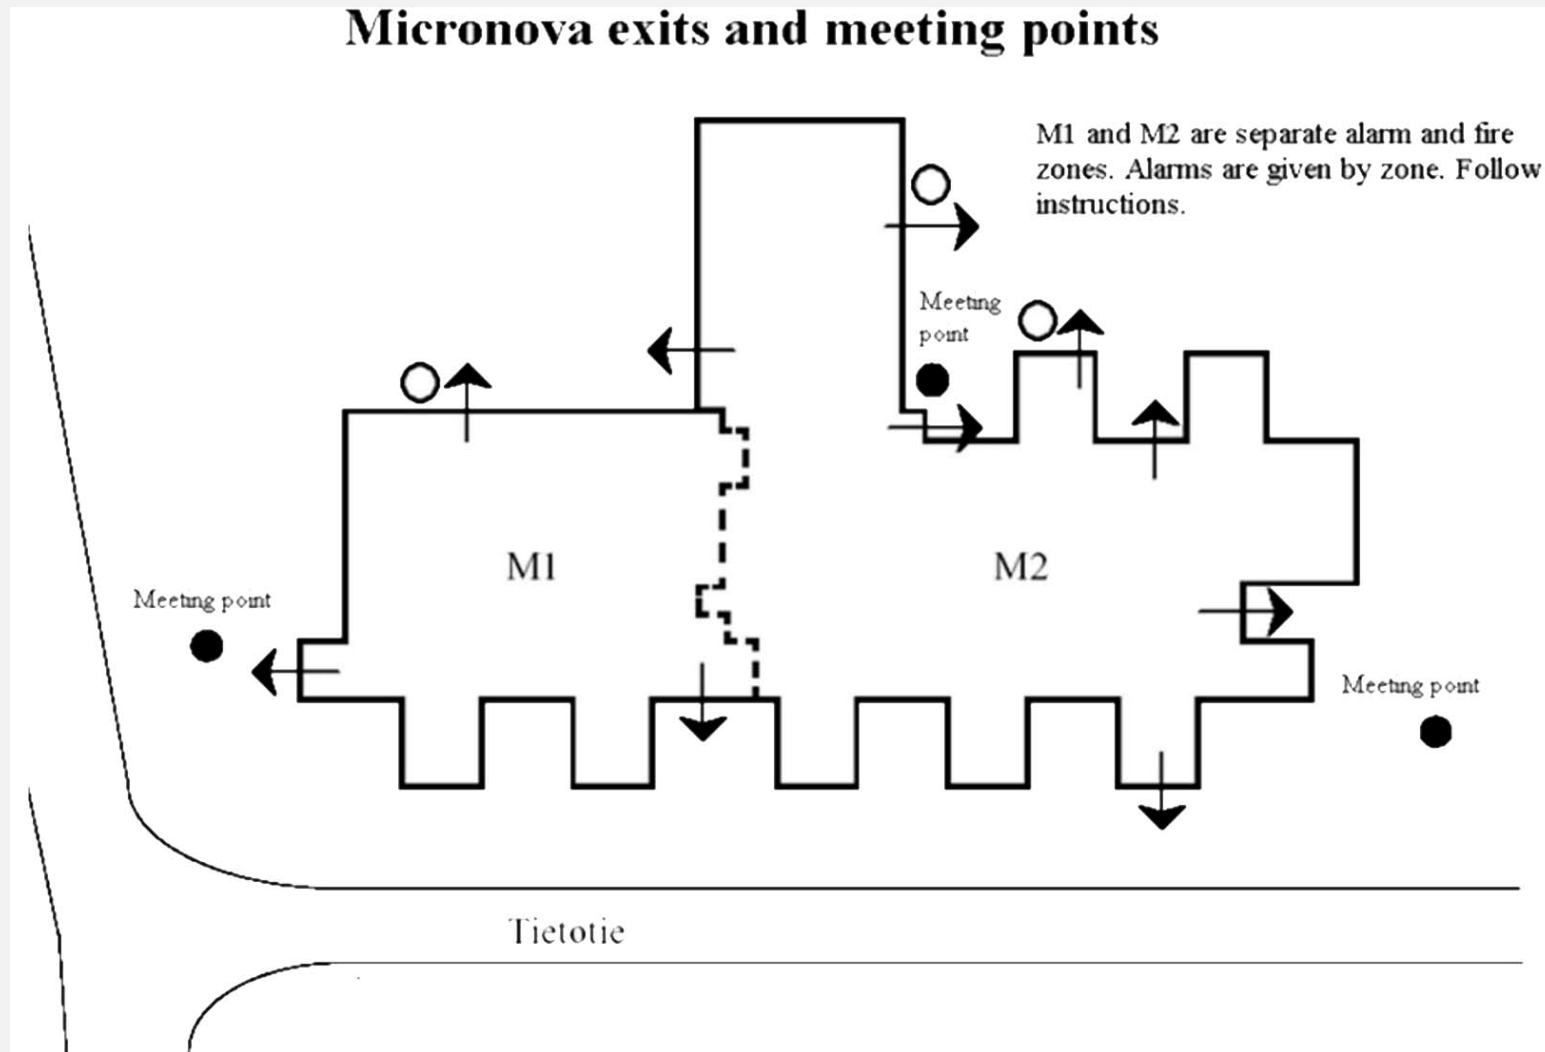 Micronova exits and meeting points
M1 and M2 are separate alarm and fire
zones. Alarms are given by zone. Follow
instructions.
Meeting
point
M1
M2
Meeting point
Meeting point
Tietotie